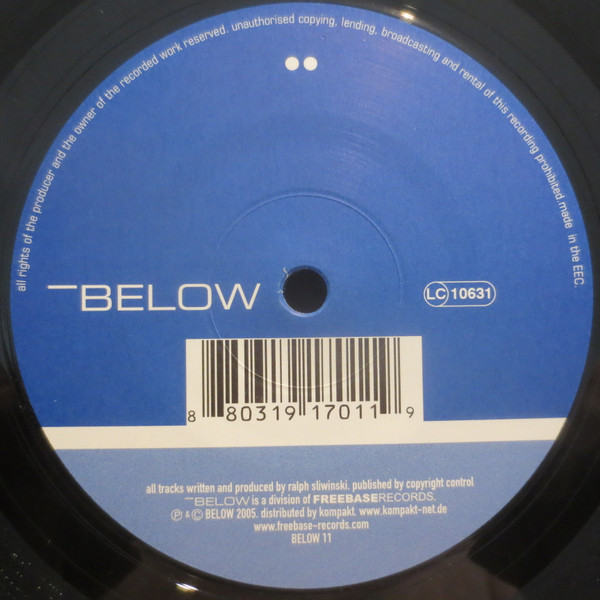 all rights of the producer and the owner of the recorded work reserved. unauthorised copying, lending, broadcasting and rental of this recording prohibited.made in the EEC.
¯BELOW
LC 10631
8 80319 17011 9
all tracks written and produced by ralph sliwinski. published by copyright control
¯BELOW is a division of FREEBASERECORDS.
℗ & © BELOW 2005. distributed by kompakt. www.kompakt-net.de
www.freebase-records.com
BELOW 11